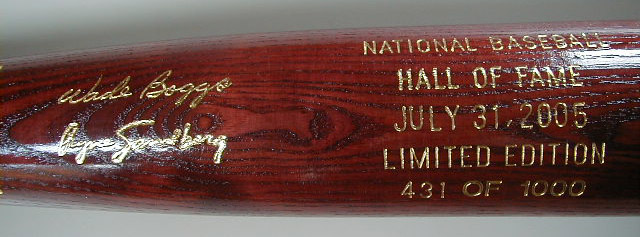 Wade Boggs
Ryne Sandberg
NATIONAL BASEBALL
HALL OF FAME
JULY 31, 2005
LIMITED EDITION
431 OF 1000